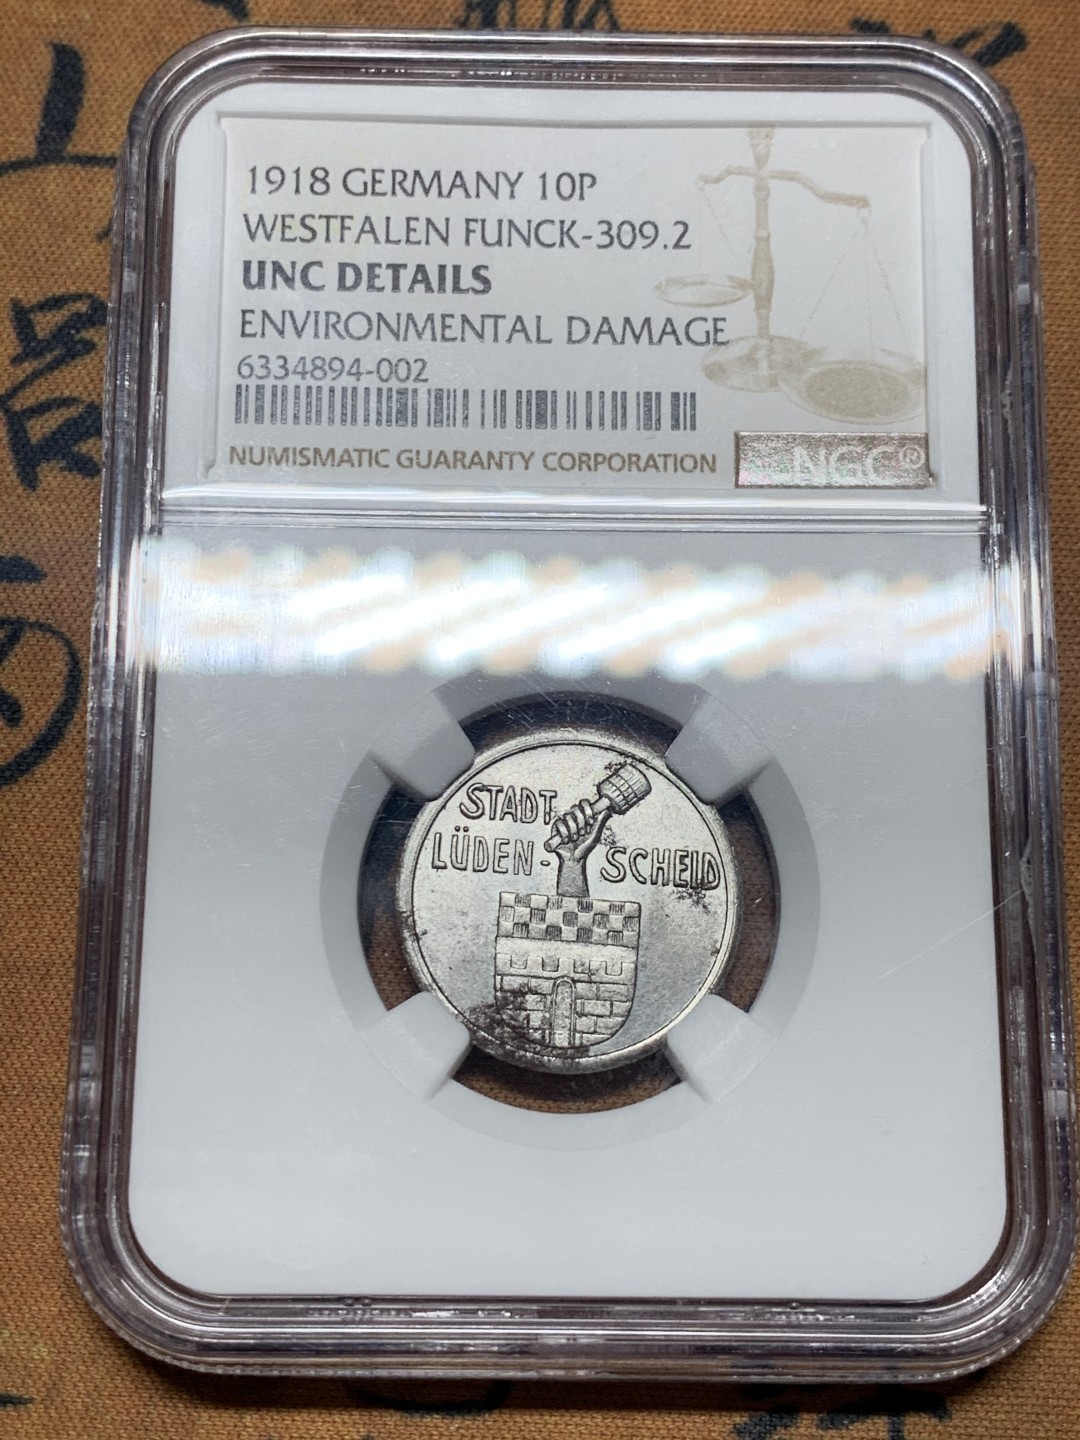 1918 GERMANY 10P
WESTFALEN FUNCK-309.2
UNC DETAILS
ENVIRONMENTAL DAMAGE
6334894-002
NUMISMATIC GUARANTY CORPORATION
NGC®
STADT
LÜDEN-SCHEID